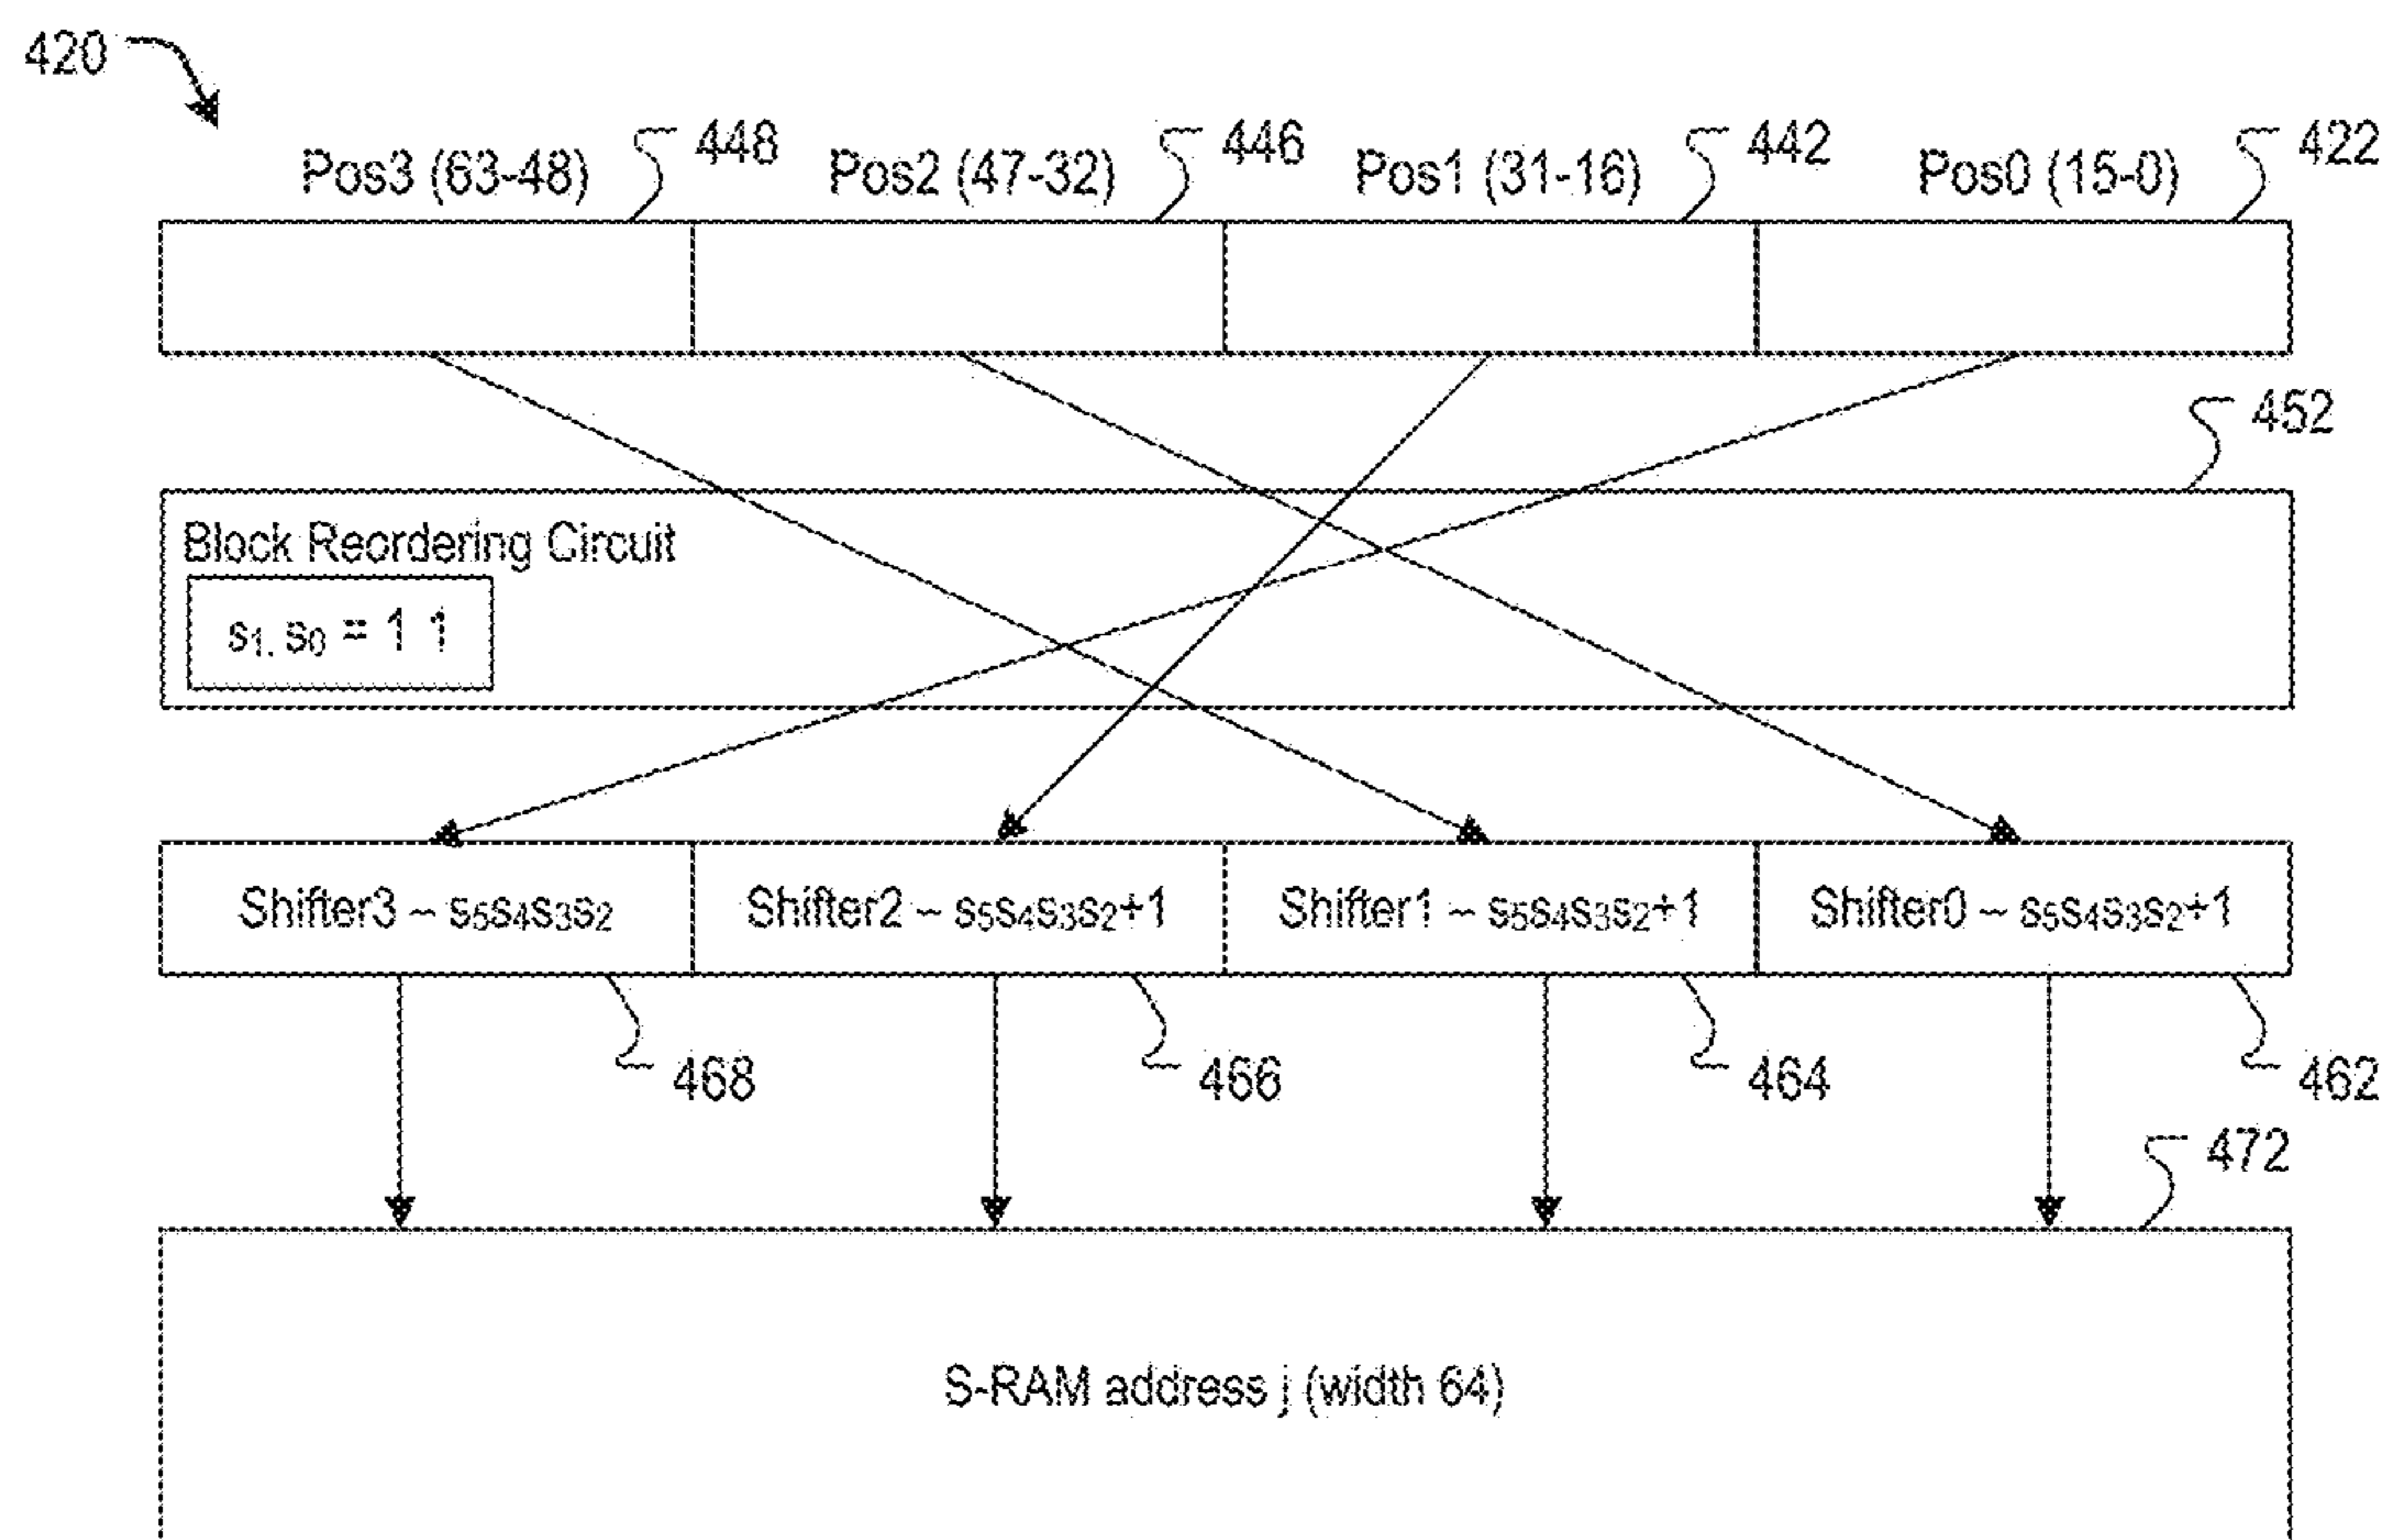 420
448
446
442
422
Pos3 (63-48)
Pos2 (47-32)
Pos1 (31-16)
Pos0 (15-0)
452
Block Reordering Circuit
s1, s0 = 1 1
Shifter3 – s5s4s3s2
Shifter2 – s5s4s3s2+1
Shifter1 – s5s4s3s2+1
Shifter0 – s5s4s3s2+1
468
466
464
462
472
S-RAM address j (width 64)